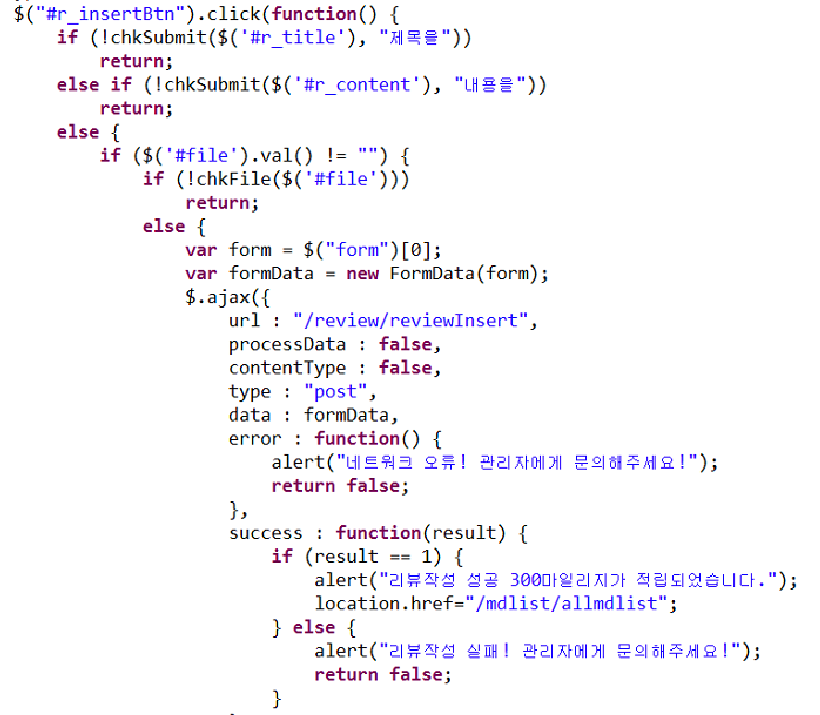 $("#r_insertBtn").click(function() {
if (!chkSubmit($('#r_title'), "제목을"))
return;
else if (!chkSubmit($('#r_content'), "내용을"))
return;
else {
if ($('#file').val() != "") {
if (!chkFile($('#file')))
return;
else {
var form = $("form")[0];
var formData = new FormData(form);
$.ajax({
url : "/review/reviewInsert",
processData : false,
contentType : false,
type : "post",
data : formData,
error : function() {
alert("네트워크 오류! 관리자에게 문의해주세요!");
return false;
},
success : function(result) {
if (result == 1) {
alert("리뷰작성 성공 300마일리지가 적립되었습니다.");
location.href="/mdlist/allmdlist";
} else {
alert("리뷰작성 실패! 관리자에게 문의해주세요!");
return false;
}